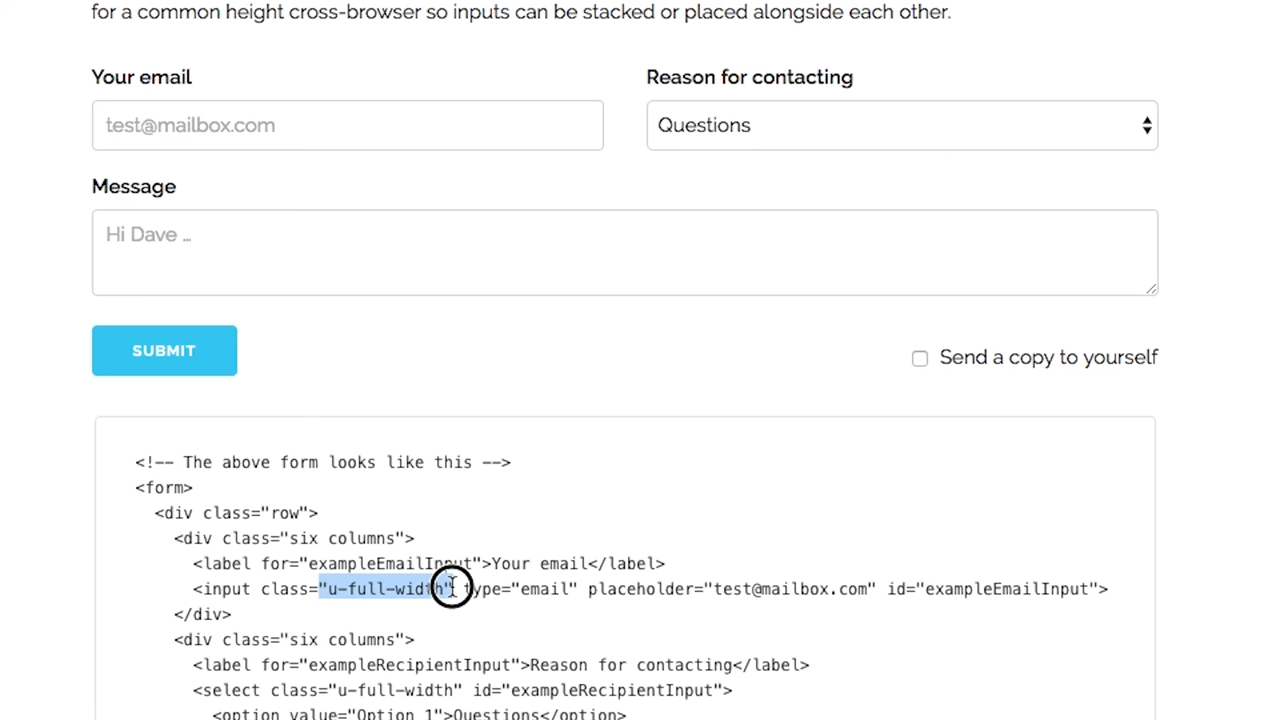 for a common height cross-browser so inputs can be stacked or placed alongside each other.
Your email
Reason for contacting
test@mailbox.com
Questions
Message
Hi Dave …
SUBMIT
Send a copy to yourself
<!-- The above form looks like this -->
<form>
<div class="row">
<div class="six columns">
<label for="exampleEmailInput">Your email</label>
<input class="u-full-width" type="email" placeholder="test@mailbox.com" id="exampleEmailInput">
</div>
<div class="six columns">
<label for="exampleRecipientInput">Reason for contacting</label>
<select class="u-full-width" id="exampleRecipientInput">
<option value="Option 1">Questions</option>